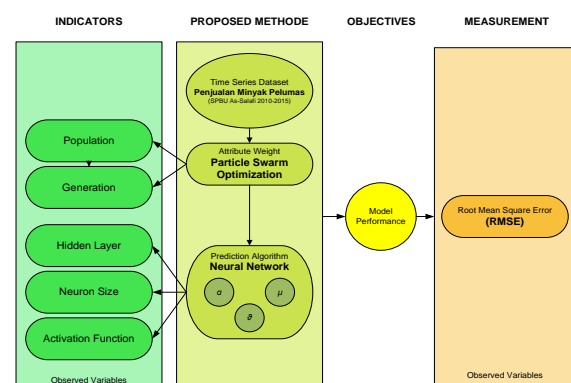 INDICATORS
PROPOSED METHODE
OBJECTIVES
MEASUREMENT
Time Series Dataset
Penjualan Minyak Pelumas
(SPBU As-Salafi 2010-2015)
Population
Generation
Attribute Weight
Particle Swarm
Optimization
Hidden Layer
Neuron Size
Activation Function
Prediction Algorithm
Neural Network
α
μ
ϑ
Model
Performance
Root Mean Square Error
(RMSE)
Observed Variables
Observed Variables